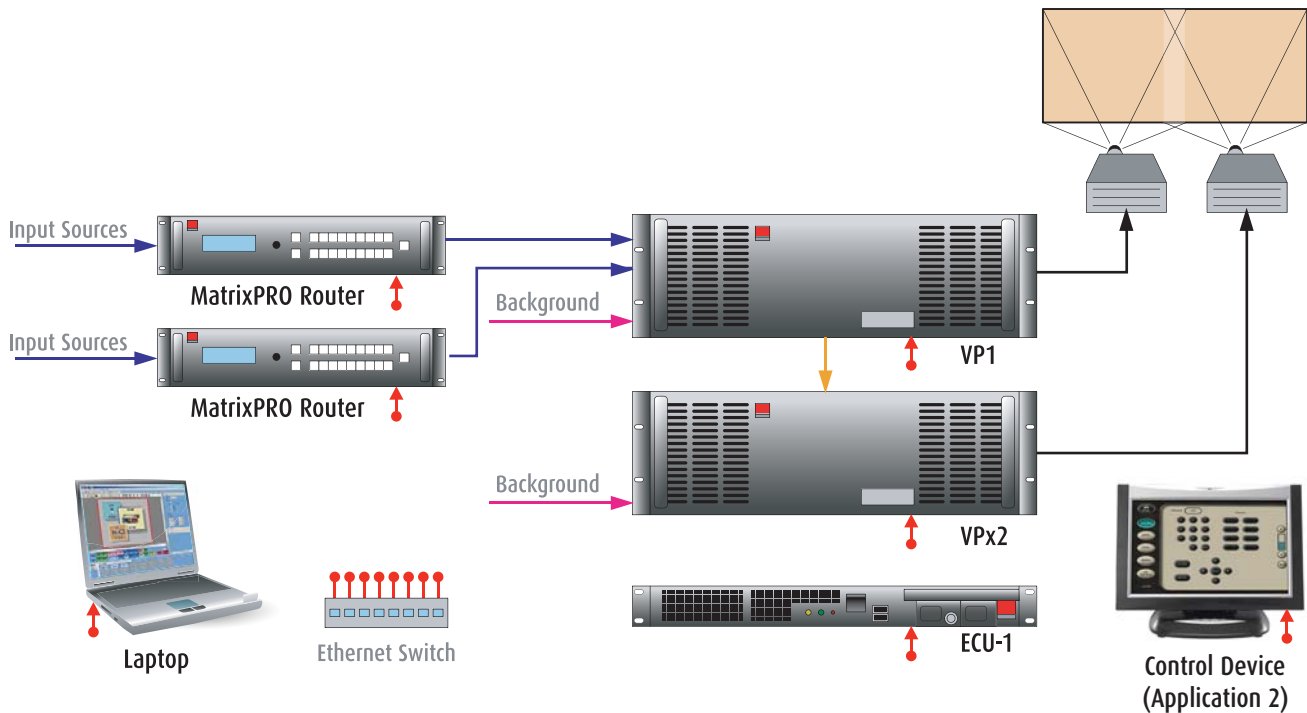 Input Sources
MatrixPRO Router
Input Sources
MatrixPRO Router
Background
VP1
Background
VPx2
Laptop
Ethernet Switch
ECU-1
Control Device
(Application 2)